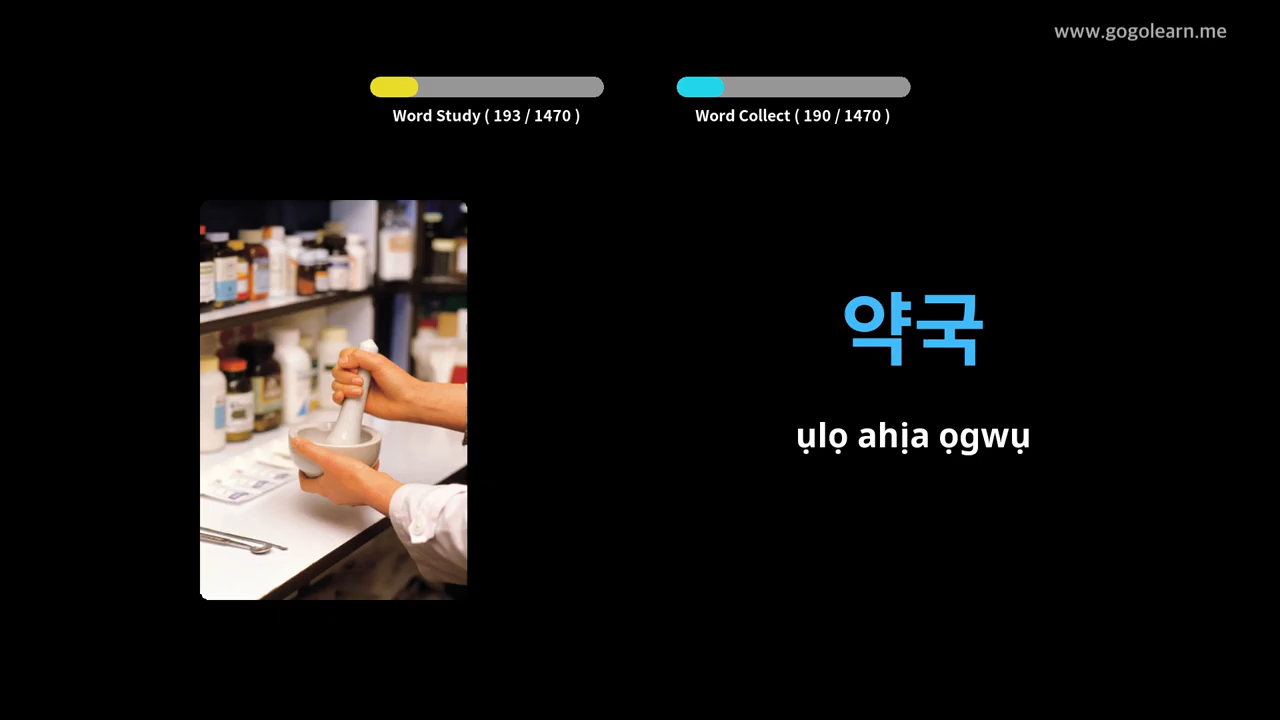 www.gogolearn.me
Word Study ( 193 / 1470 )
Word Collect ( 190 / 1470 )
약국
ụlọ ahịa ọgwụ